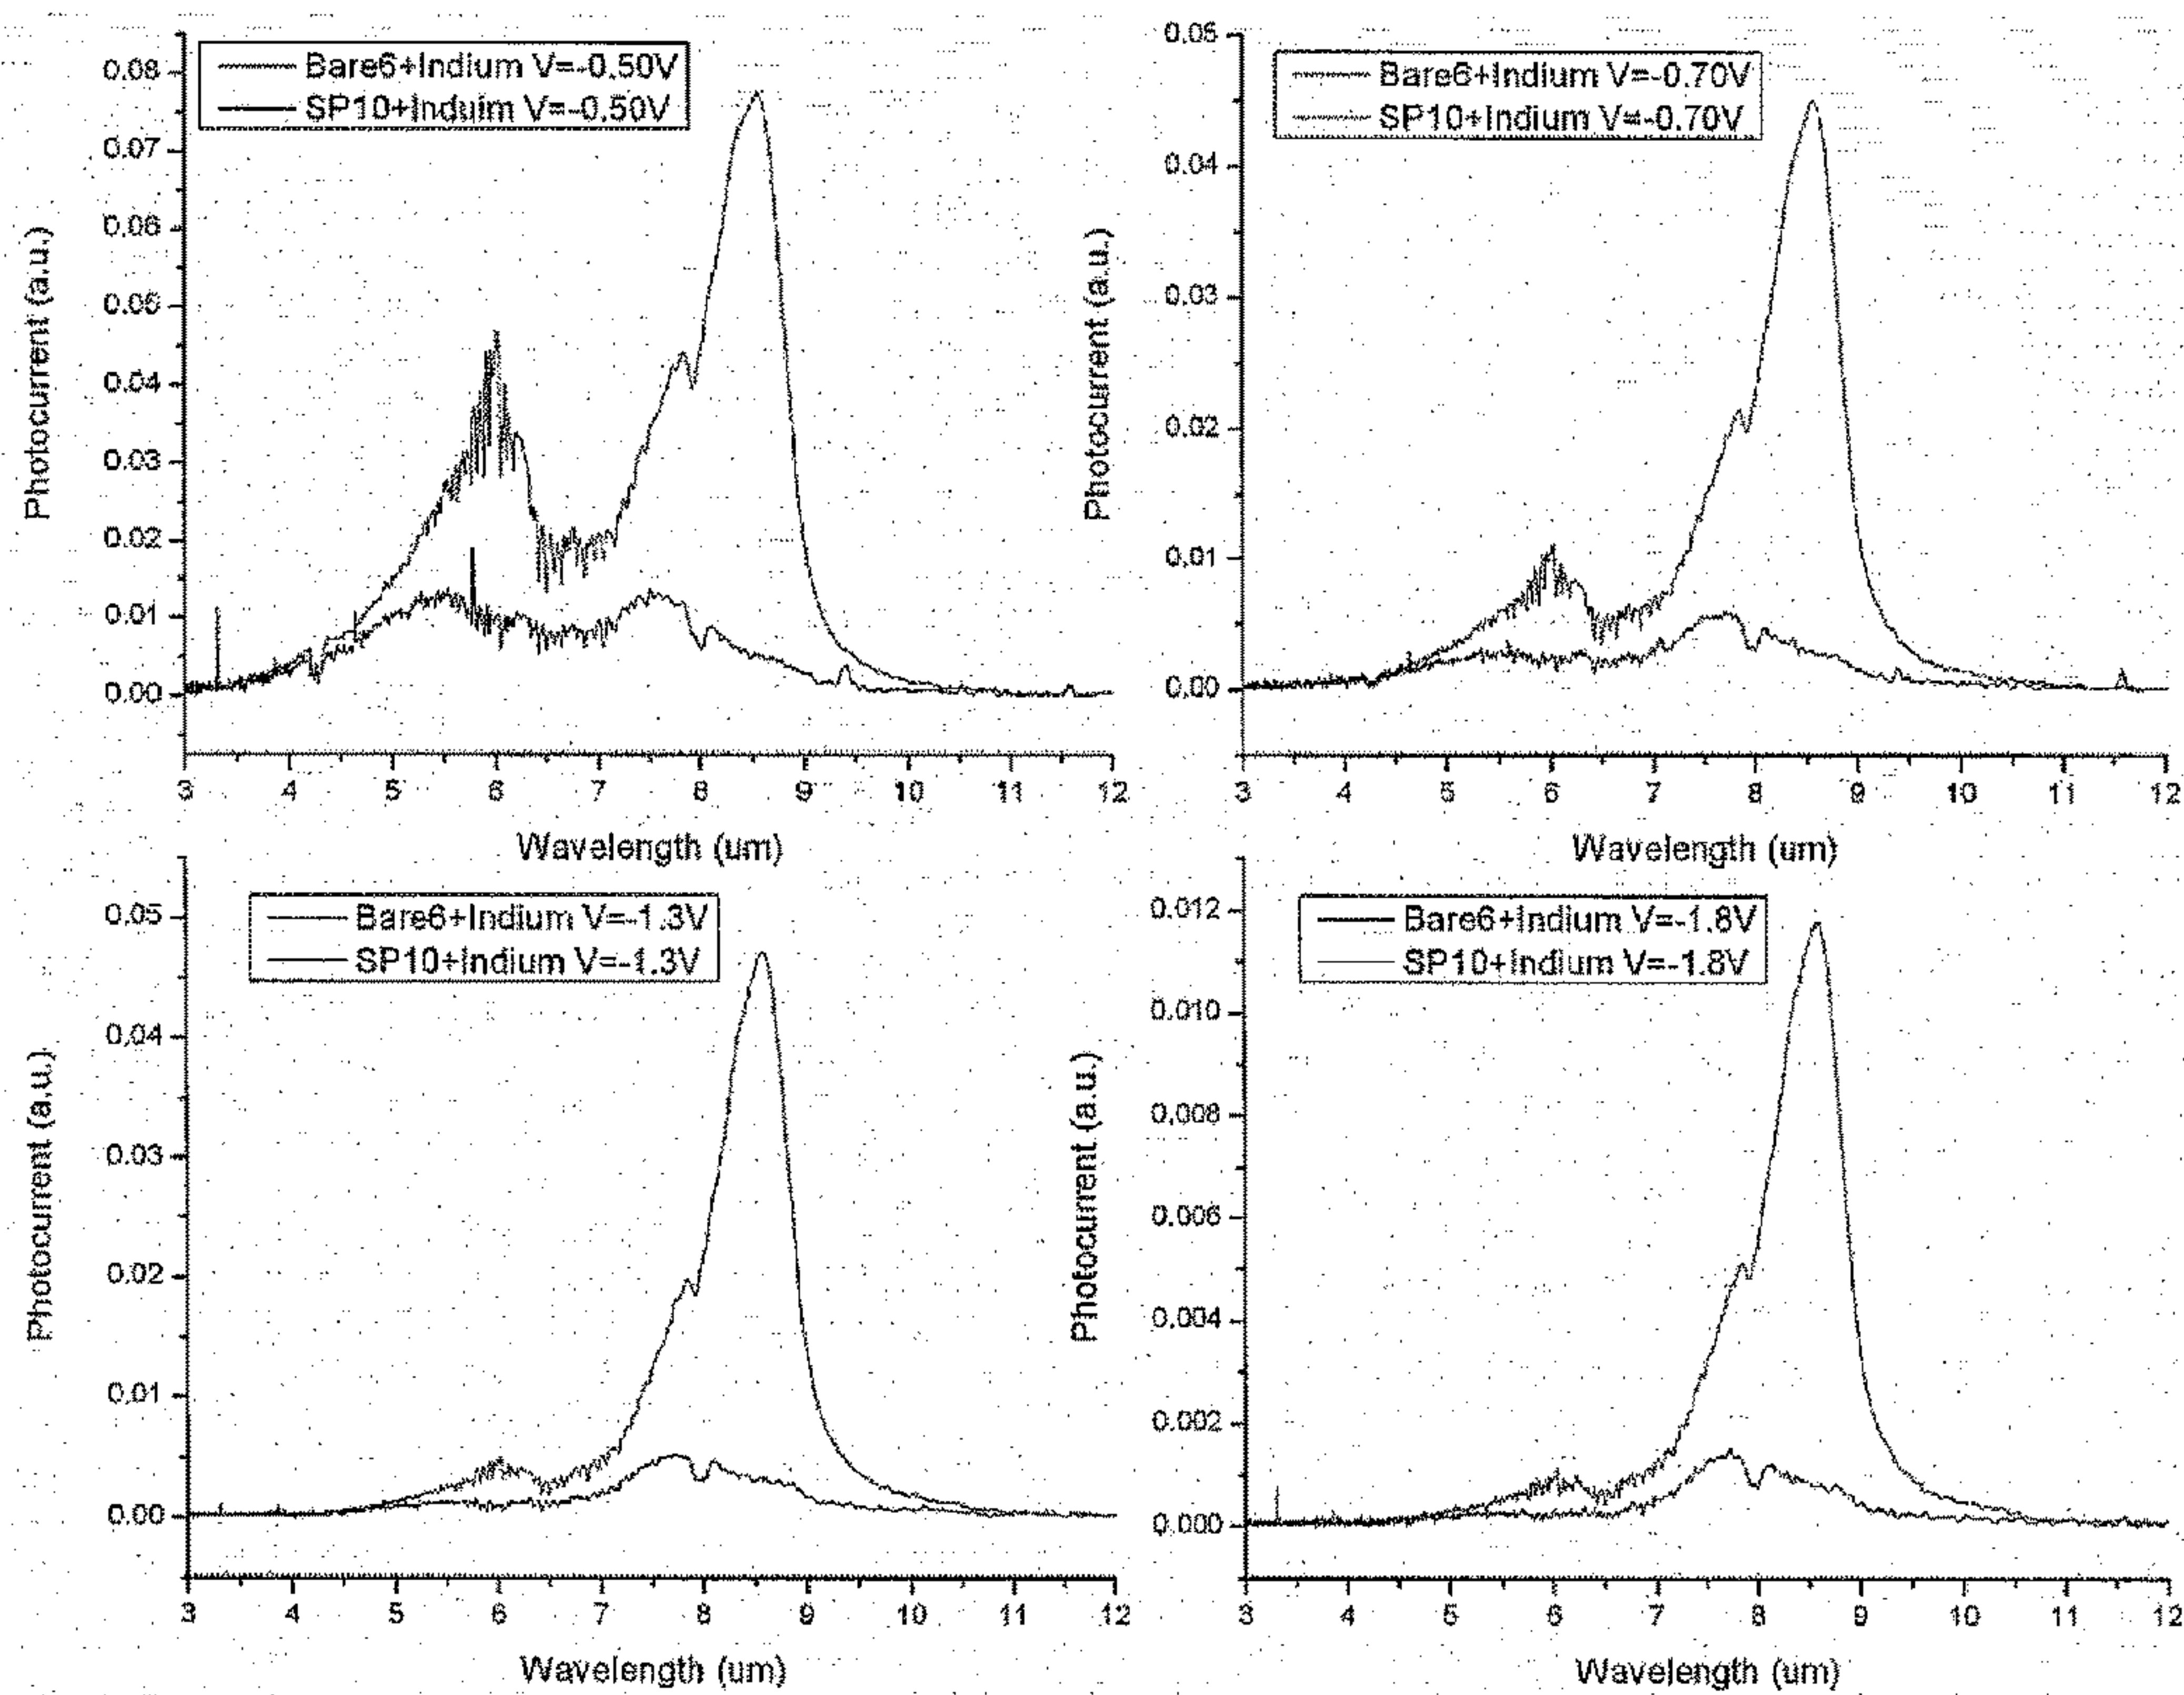 Bare6+Indium V=-0.50V
SP10+Induim V=-0.50V
Photocurrent (a.u.)
0.08
0.07
0.06
0.05
0.04
0.03
0.02
0.01
0.00
3 4 5 6 7 8 9 10 11 12
Wavelength (um)
Bare6+Indium V=-0.70V
SP10+Indium V=-0.70V
Photocurrent (a.u.)
0.05
0.04
0.03
0.02
0.01
0.00
3 4 5 6 7 8 9 10 11 12
Wavelength (um)
Bare6+Indium V=-1.3V
SP10+Indium V=-1.3V
Photocurrent (a.u.)
0.05
0.04
0.03
0.02
0.01
0.00
3 4 5 6 7 8 9 10 11 12
Wavelength (um)
Bare6+Indium V=-1.8V
SP10+Indium V=-1.8V
Photocurrent (a.u.)
0.012
0.010
0.008
0.006
0.004
0.002
0.000
3 4 5 6 7 8 9 10 11 12
Wavelength (um)